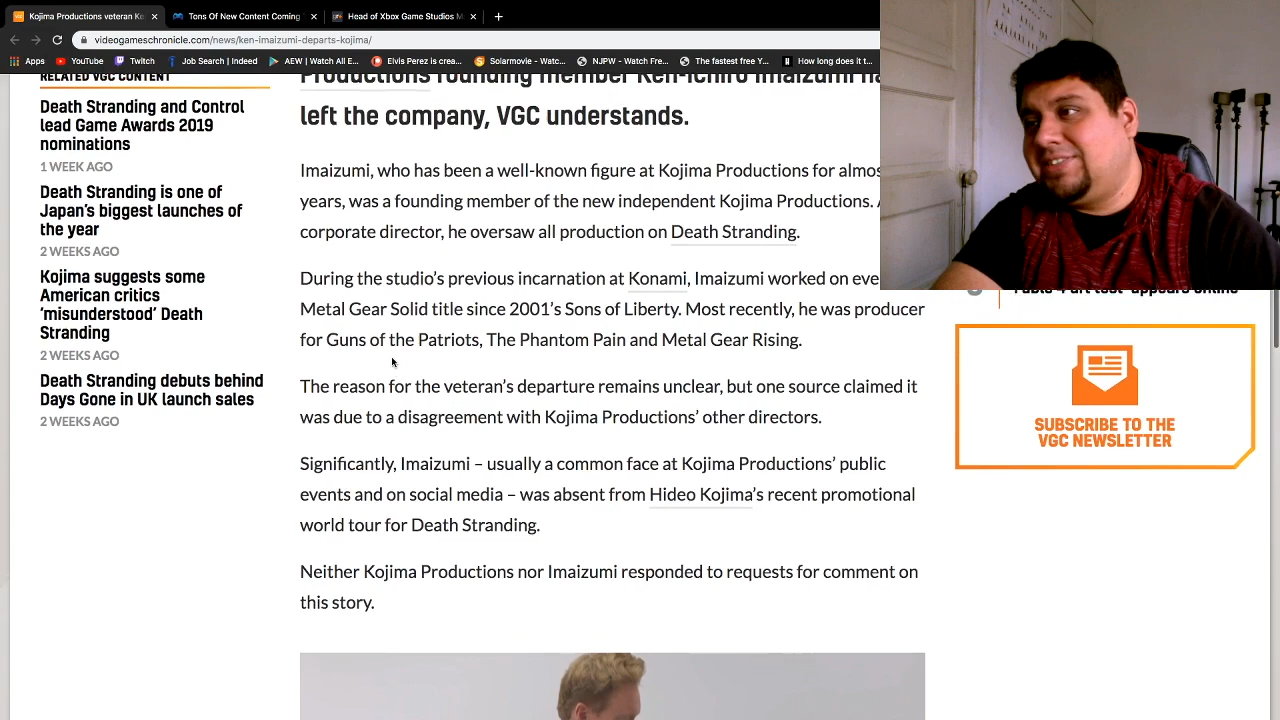 Kojima Productions veteran Ke
Tons Of New Content Coming
Head of Xbox Game Studios M
videogameschronicle.com/news/ken-imaizumi-departs-kojima/
Apps
YouTube
Twitch
Job Search | Indeed
AEW | Watch All E...
Elvis Perez is crea...
Solarmovie - Watc...
NJPW - Watch Fre...
The fastest free Y...
How long does it t...
RELATED VGC CONTENT
Death Stranding and Control
lead Game Awards 2019
nominations
1 WEEK AGO
Death Stranding is one of
Japan's biggest launches of
the year
2 WEEKS AGO
Kojima suggests some
American critics
'misunderstood' Death
Stranding
2 WEEKS AGO
Death Stranding debuts behind
Days Gone in UK launch sales
2 WEEKS AGO
Productions founding member Ken-Ichiro Imaizumi ha
left the company, VGC understands.
Imaizumi, who has been a well-known figure at Kojima Productions for almos
years, was a founding member of the new independent Kojima Productions.
corporate director, he oversaw all production on Death Stranding.
During the studio's previous incarnation at Konami, Imaizumi worked on eve
Metal Gear Solid title since 2001's Sons of Liberty. Most recently, he was producer
for Guns of the Patriots, The Phantom Pain and Metal Gear Rising.
The reason for the veteran's departure remains unclear, but one source claimed it
was due to a disagreement with Kojima Productions' other directors.
Significantly, Imaizumi – usually a common face at Kojima Productions' public
events and on social media – was absent from Hideo Kojima's recent promotional
world tour for Death Stranding.
Neither Kojima Productions nor Imaizumi responded to requests for comment on
this story.
appears online
SUBSCRIBE TO THE
VGC NEWSLETTER